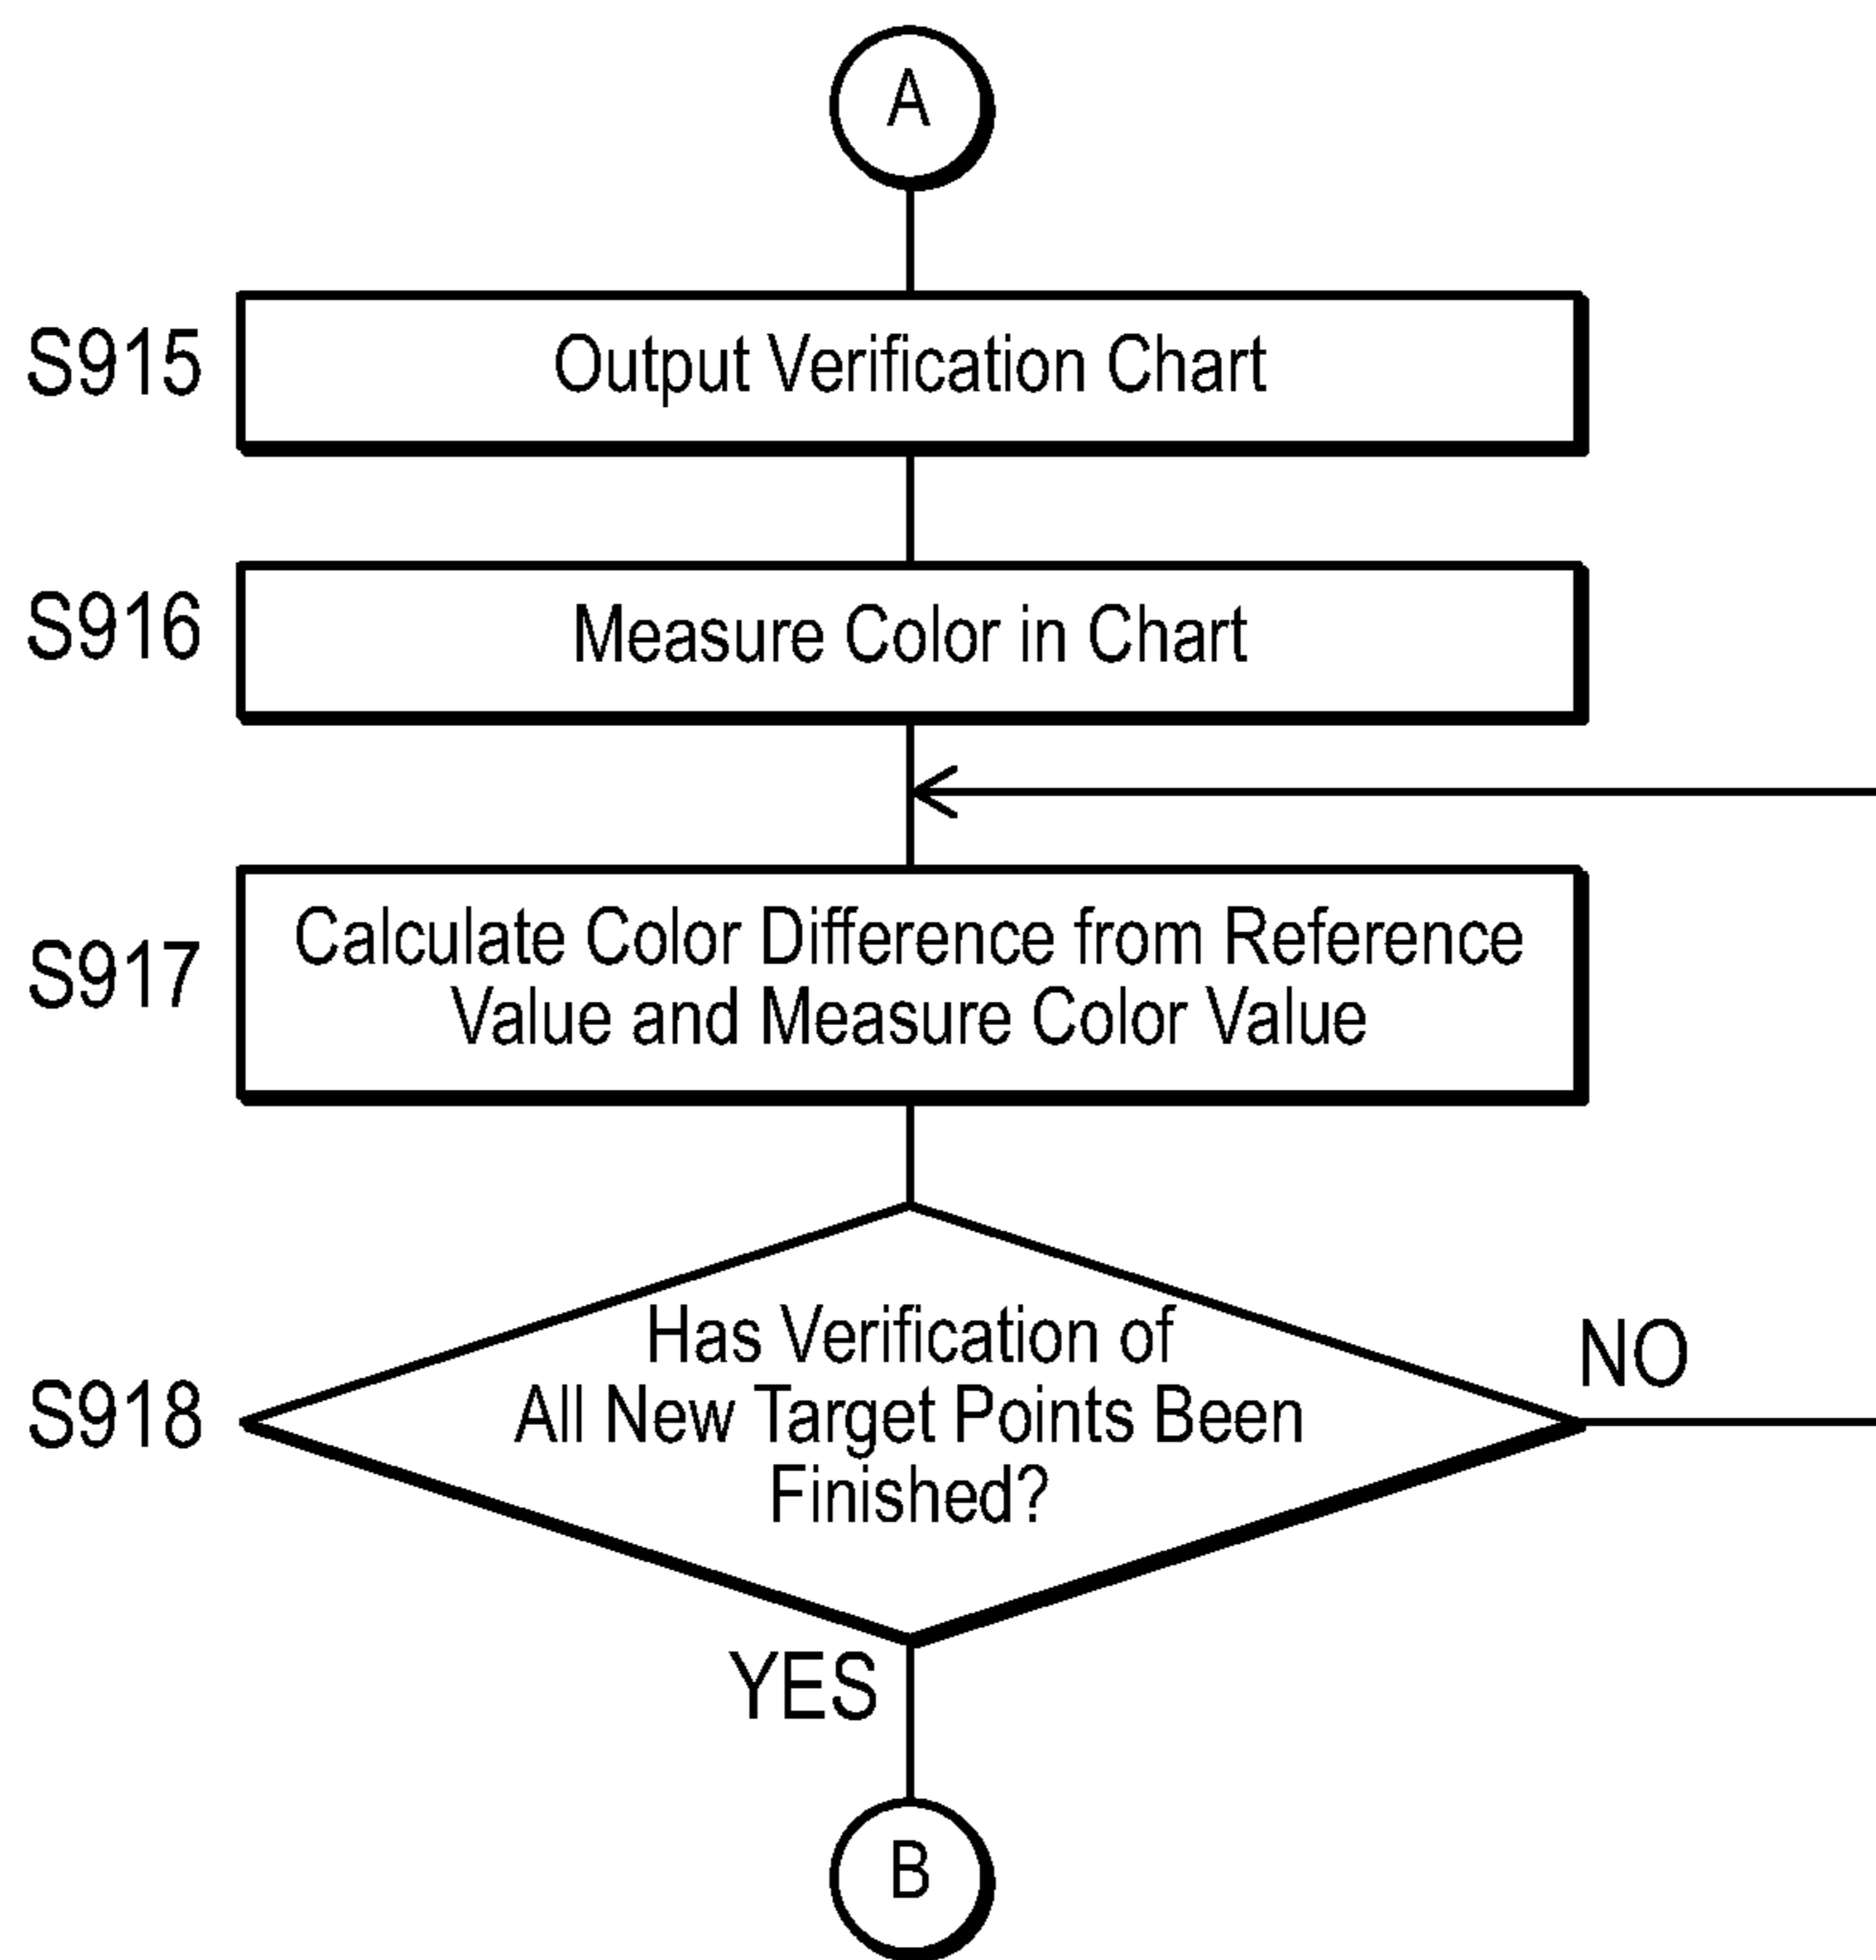 A
S915
Output Verification Chart
S916
Measure Color in Chart
S917
Calculate Color Difference from Reference
Value and Measure Color Value
S918
Has Verification of
All New Target Points Been
Finished?
NO
YES
B